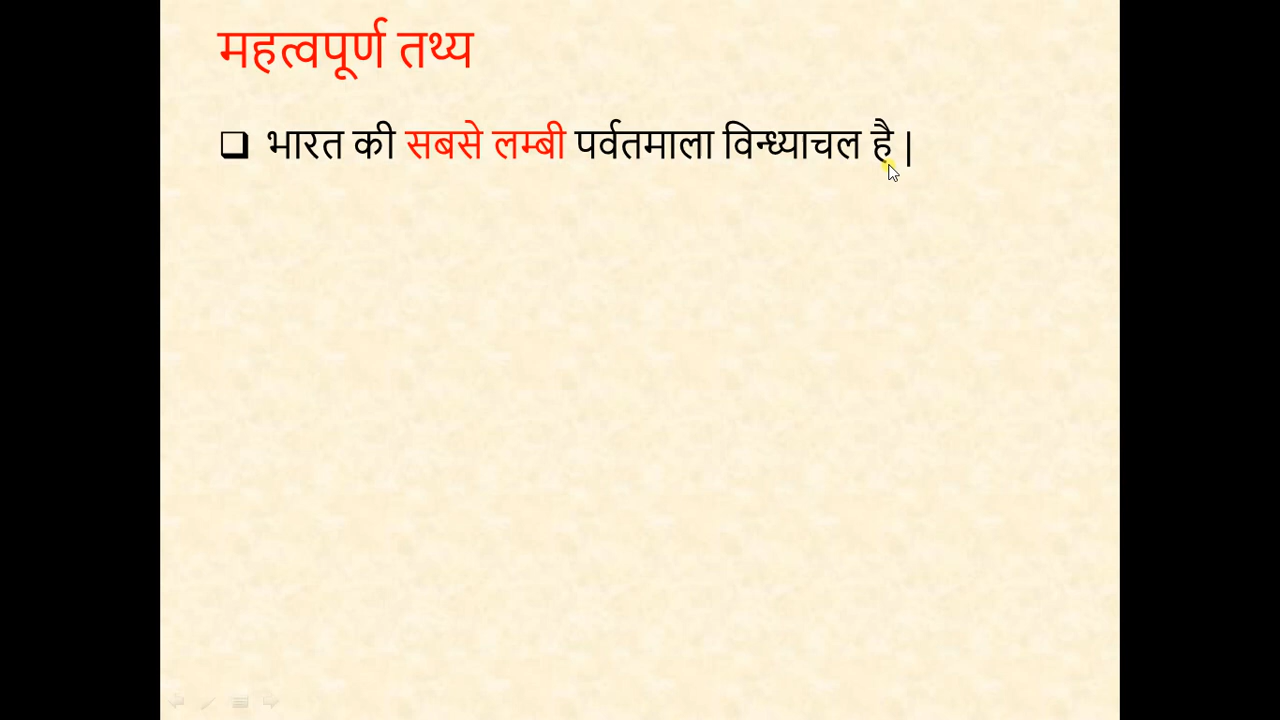 महत्वपूर्ण तथ्य
❑ भारत की सबसे लम्बी पर्वतमाला विन्ध्याचल है |